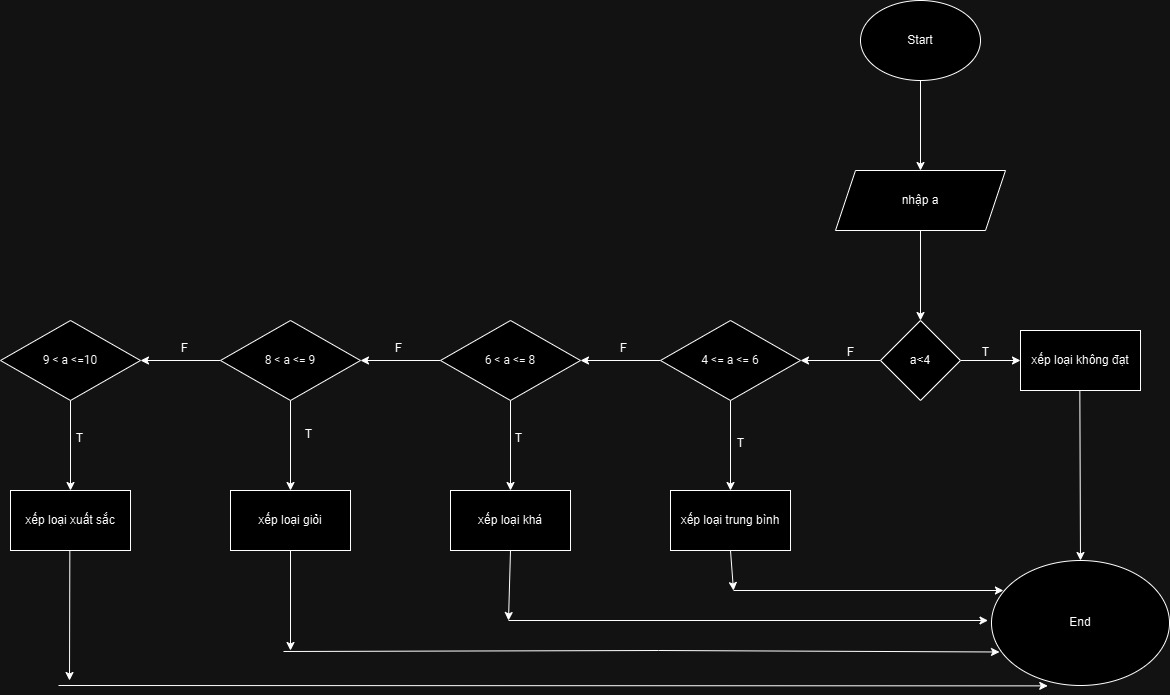 Start
nhập a
9 < a <=10
F
8 < a <= 9
F
6 < a <= 8
F
4 <= a <= 6
F
a<4
T
xếp loại không đạt
T
T
T
T
xếp loại xuất sắc
xếp loại giỏi
xếp loại khá
xếp loại trung bình
End